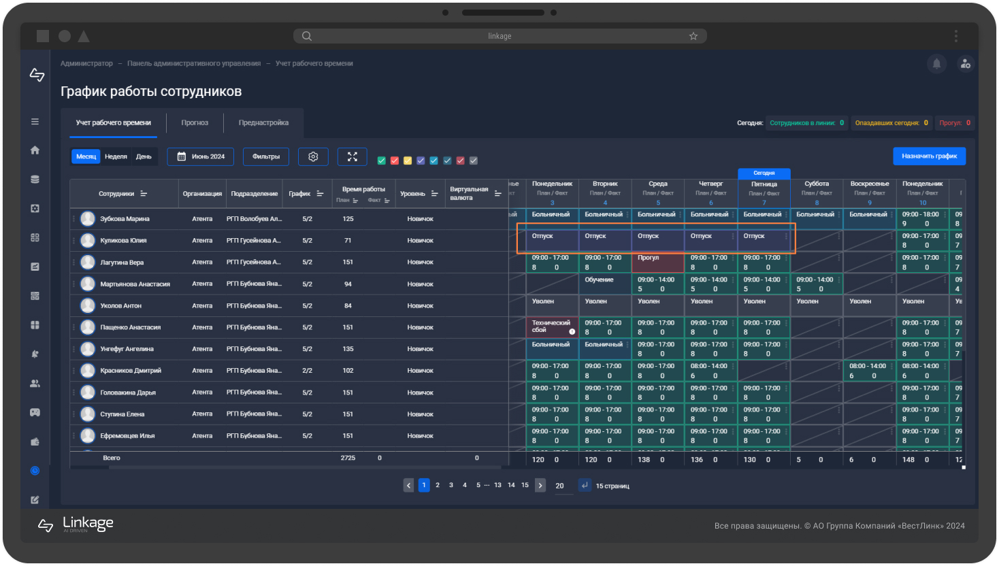 linkage
Администратор – Панель административного управления – Учет рабочего времени
График работы сотрудников
Учет рабочего времени Прогноз Преднастройка
Сегодня: Сотрудников в линии: 0 Опаздавших сегодня: 0 Прогул: 0
Месяц Неделя День Июнь 2024 Фильтры Назначить график
Сегодня
Сотрудники Организация Подразделение График Время работы План Факт Уровень Виртуальная валюта
нье Понедельник Вторник Среда Четверг Пятница Суббота Воскресенье Понедельник
кт План / Факт План / Факт План / Факт План / Факт План / Факт План / Факт План / Факт План / Факт
3 4 5 6 7 8 9 10
Зубкова Марина Атента РГП Волобуев Ал... 5/2 125 Новичок ый Больничный Больничный Больничный Больничный Больничный Больничный Больничный 09:00 - 18:00 09
9 0 8
Куликова Юлия Атента РГП Гусейнова А... 5/2 71 Новичок Отпуск Отпуск Отпуск Отпуск Отпуск 09:00 - 17:00 09
8 0 7
Лагутина Вера Атента РГП Гусейнова А... 5/2 151 Новичок 09:00 - 17:00 09:00 - 17:00 Прогул 09:00 - 17:00 09:00 - 17:00 09:00 - 17:00 09
8 0 8 0 8 0 8 0 8 0 7
Мартьянова Анастасия Атента РГП Бубнова Яна... 5/2 94 Новичок Обучение 09:00 - 14:00 09:00 - 14:00 09:00 - 14:00 09:00 - 14:00 09
5 0 5 0 5 0 5 0 4
Уколов Антон Атента РГП Бубнова Яна... 5/2 84 Новичок Уволен Уволен Уволен Уволен Уволен Уволен Уволен Уволен Ув
Пащенко Анастасия Атента РГП Бубнова Яна... 5/2 151 Новичок Технический сбой 09:00 - 17:00 09:00 - 17:00 09:00 - 17:00 09:00 - 17:00 09:00 - 17:00 09
8 0 8 0 8 0 8 0 8 0 7
Унгефуг Ангелина Атента РГП Бубнова Яна... 5/2 135 Новичок Больничный Больничный 09:00 - 17:00 09:00 - 17:00 09:00 - 17:00 09:00 - 17:00 09
8 0 8 0 8 0 8 0 7
Красников Дмитрий Атента РГП Бубнова Яна... 2/2 102 Новичок 09:00 - 17:00 09:00 - 17:00 09:00 - 17:00 08:00 - 14:00 08:00 - 14:00 08:00 - 14:00
8 0 8 0 8 0 6 0 6 0 6 0
Головакина Дарья Атента РГП Бубнова Яна... 5/2 151 Новичок 09:00 - 17:00 09:00 - 17:00 09:00 - 17:00 09:00 - 17:00 09:00 - 17:00 09:00 - 17:00 09
8 0 8 0 8 0 8 0 8 0 8 0 7
Ступина Елена Атента РГП Бубнова Яна... 5/2 151 Новичок 09:00 - 17:00 09:00 - 17:00 09:00 - 17:00 09:00 - 17:00 09:00 - 17:00 09:00 - 17:00 09
8 0 8 0 8 0 8 0 8 0 8 0 7
Ефремовцев Илья Атента РГП Бубнова Яна... 5/2 151 Новичок 09:00 - 17:00 09:00 - 17:00 09:00 - 17:00 09:00 - 17:00 09:00 - 17:00 09:00 - 17:00 09
8 0 8 0 8 0 8 0 8 0 8 0 7
Всего 2725 0 0 120 0 120 0 138 0 136 0 130 0 5 0 6 0 148 0 12
1 2 3 4 5 ... 13 14 15 20 15 страниц
Linkage
AI DRIVEN
Все права защищены. © АО Группа Компаний «ВестЛинк» 2024